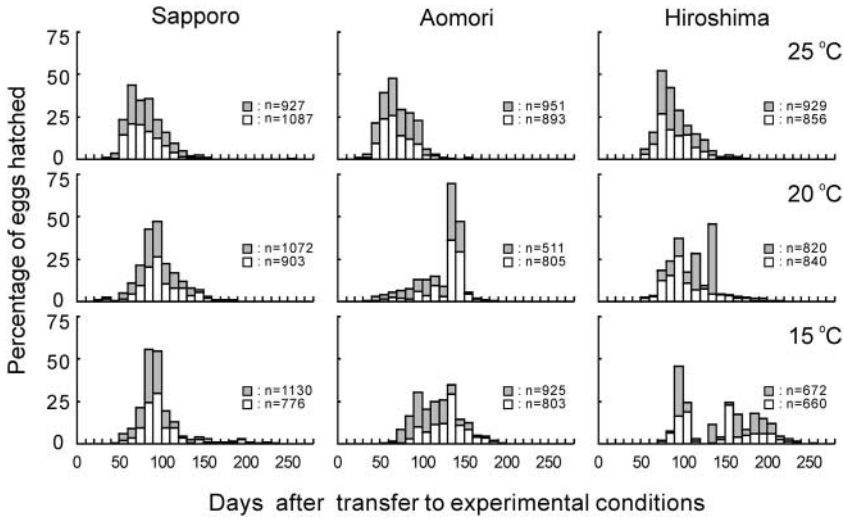 Sapporo Aomori Hiroshima
Percentage of eggs hatched
75 25 °C
50
25 : n=927 : n=951 : n=929
: n=1087 : n=893 : n=856
0
75 20 °C
50
25 : n=1072 : n=511 : n=820
: n=903 : n=805 : n=840
0
75 15 °C
50
25 : n=1130 : n=925 : n=672
: n=776 : n=803 : n=660
0
0 50 100 150 200 250 0 50 100 150 200 250 0 50 100 150 200 250
Days after transfer to experimental conditions